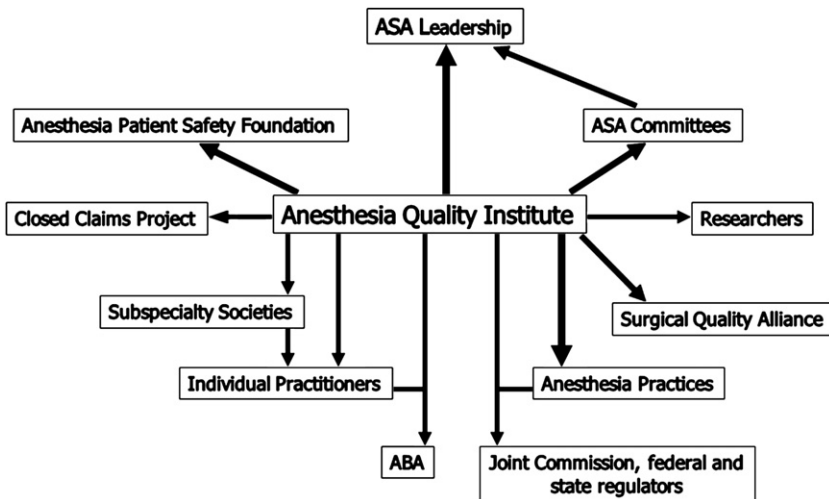 ASA Leadership
Anesthesia Patient Safety Foundation
ASA Committees
Closed Claims Project
Anesthesia Quality Institute
Researchers
Subspecialty Societies
Surgical Quality Alliance
Individual Practitioners
Anesthesia Practices
ABA
Joint Commission, federal and
state regulators